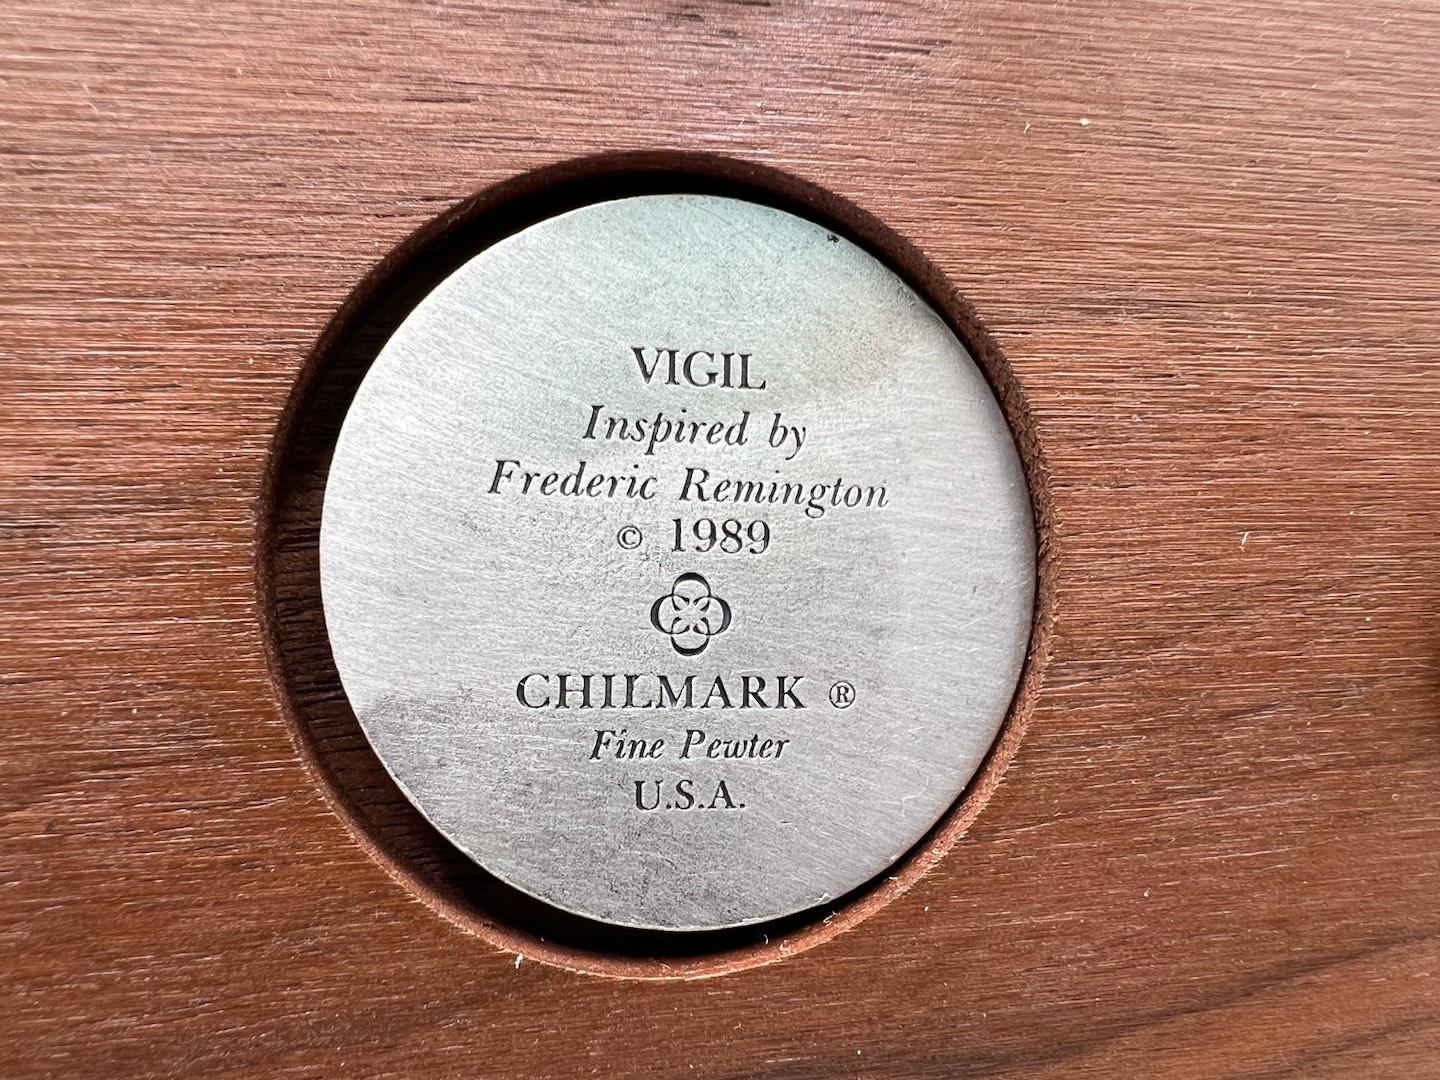 VIGIL
Inspired by
Frederic Remington
© 1989
CHILMARK ®
Fine Pewter
U.S.A.